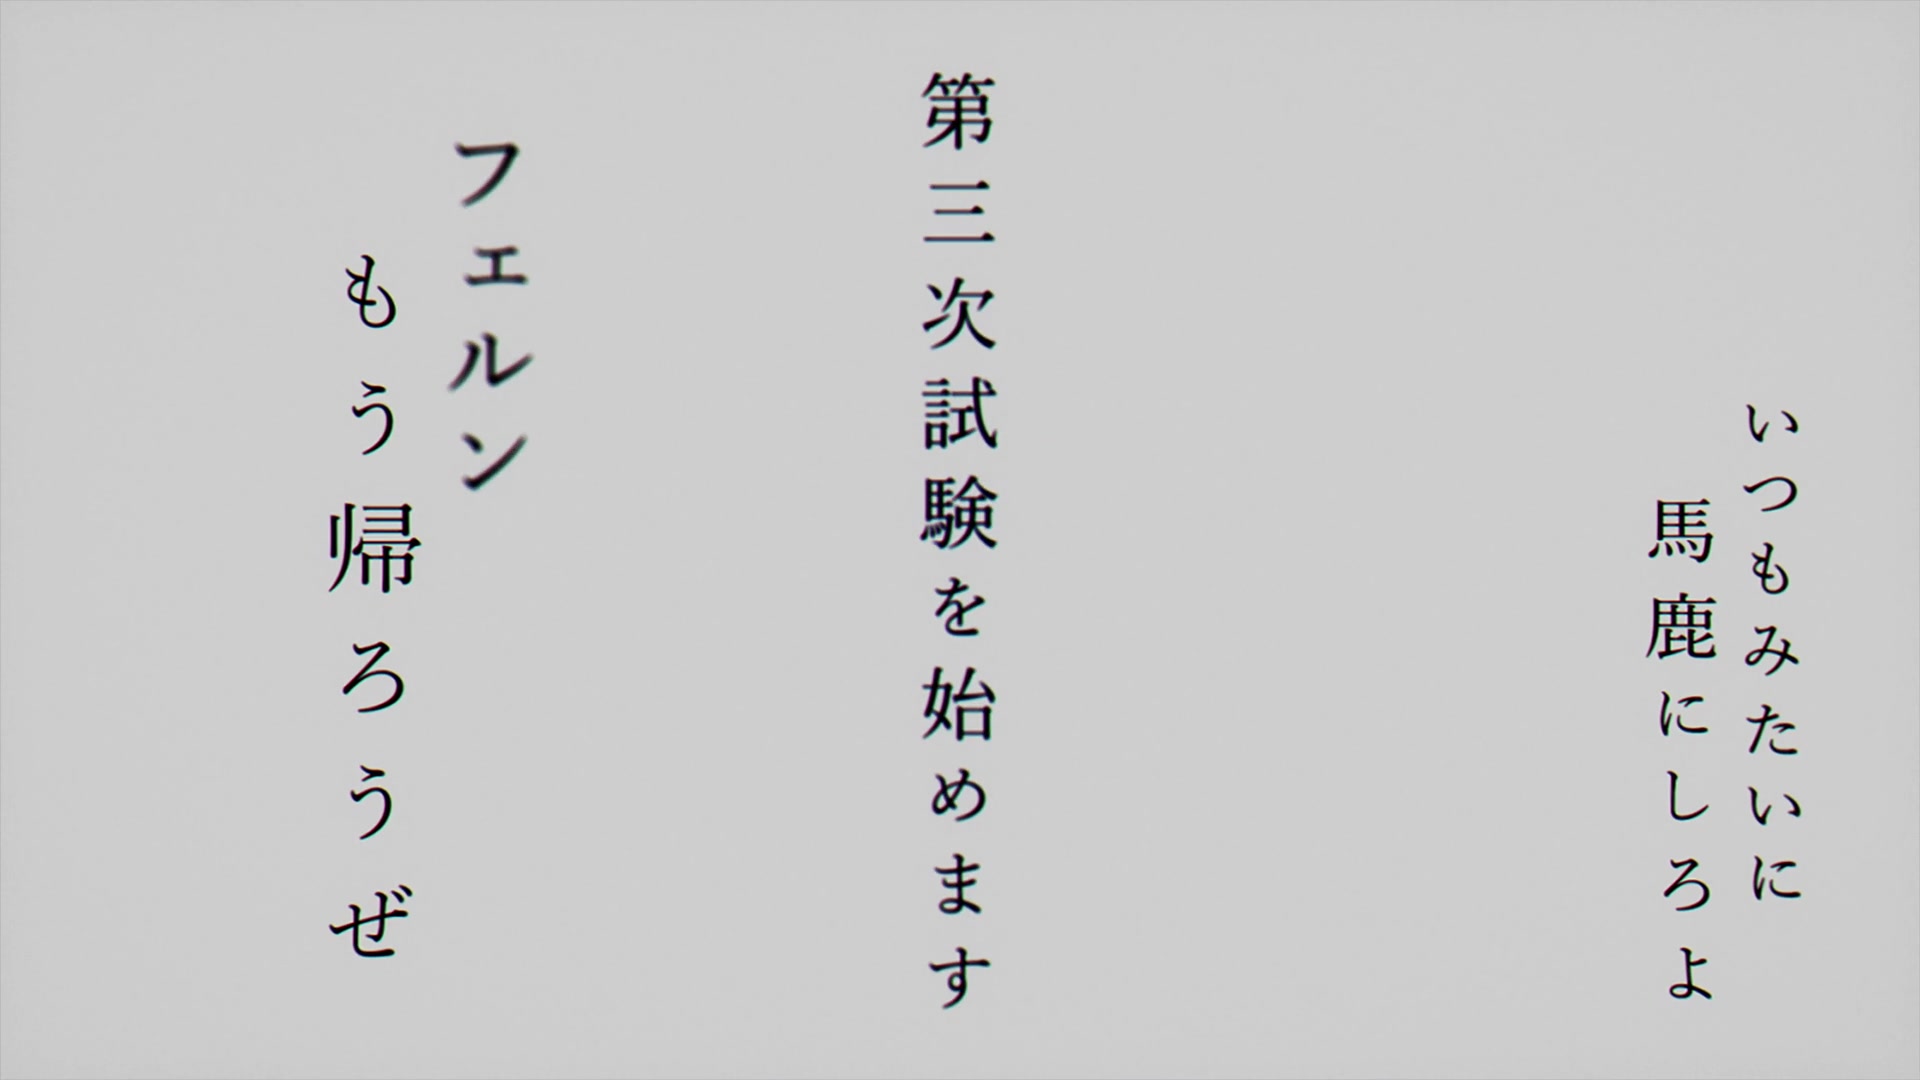 いつもみたいに
馬鹿にしろよ
第三次試験を始めます
フェルン
もう帰ろうぜ